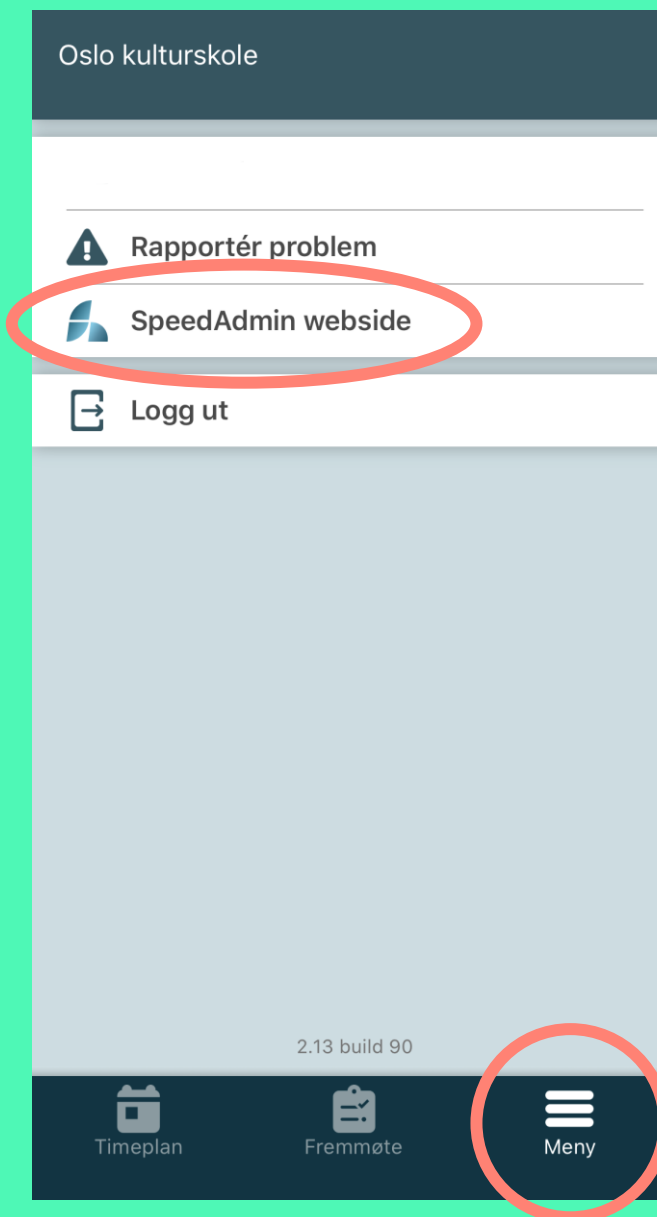 Oslo kulturskole
Rapportér problem
SpeedAdmin webside
Logg ut
2.13 build 90
Timeplan
Fremmøte
Meny